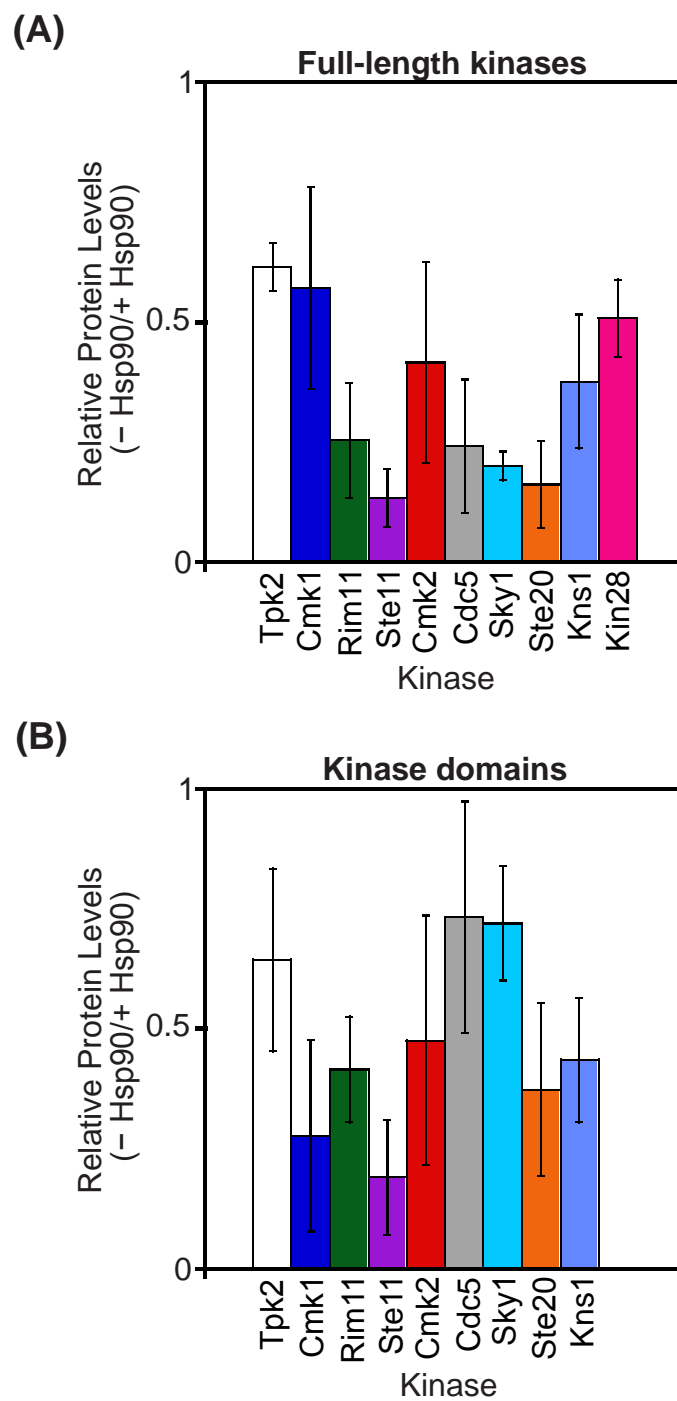 (A)
Full-length kinases
1
0.5
0
Relative Protein Levels
(− Hsp90/+ Hsp90)
Tpk2
Cmk1
Rim11
Ste11
Cmk2
Cdc5
Sky1
Ste20
Kns1
Kin28
Kinase
(B)
Kinase domains
1
0.5
0
Relative Protein Levels
(− Hsp90/+ Hsp90)
Tpk2
Cmk1
Rim11
Ste11
Cmk2
Cdc5
Sky1
Ste20
Kns1
Kinase